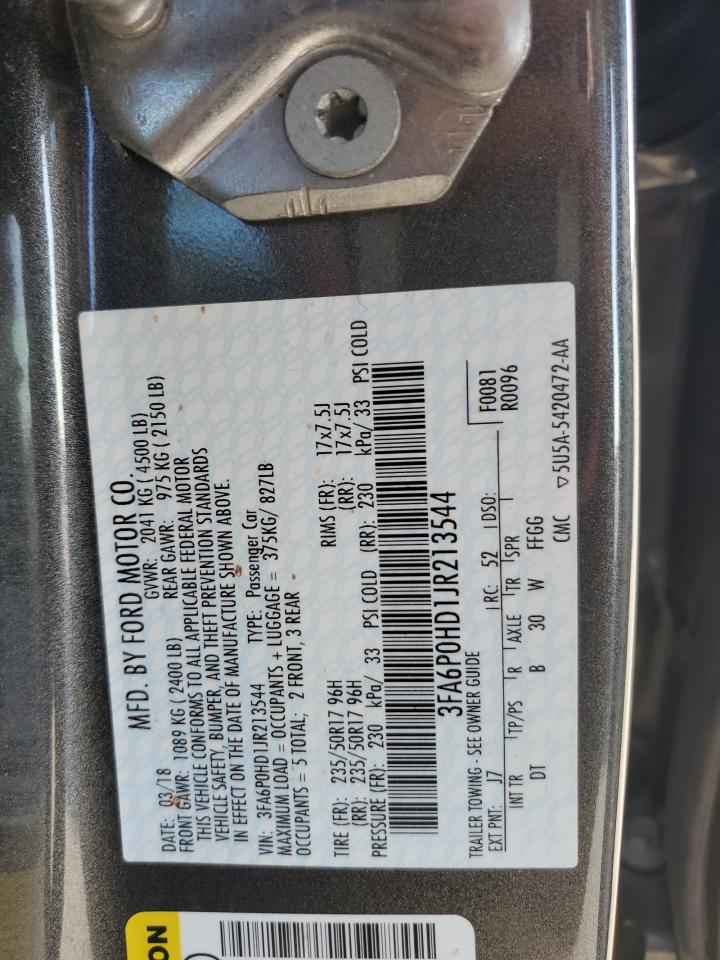 MFD. BY FORD MOTOR CO.
DATE: 03/18 GVWR: 2041 KG ( 4500 LB)
FRONT GAWR: 1089 KG ( 2400 LB) REAR GAWR: 975 KG ( 2150 LB)
THIS VEHICLE CONFORMS TO ALL APPLICABLE FEDERAL MOTOR
VEHICLE SAFETY, BUMPER, AND THEFT PREVENTION STANDARDS
IN EFFECT ON THE DATE OF MANUFACTURE SHOWN ABOVE.
VIN: 3FA6P0HD1JR213544 TYPE: Passenger Car
MAXIMUM LOAD = OCCUPANTS + LUGGAGE = 375KG/ 827LB
OCCUPANTS = 5 TOTAL; 2 FRONT, 3 REAR
TIRE (FR): 235/50R17 96H RIMS (FR): 17x7.5J
(RR): 235/50R17 96H (RR): 17x7.5J
PRESSURE (FR): 230 kPa/ 33 PSI COLD (RR): 230 kPa/ 33 PSI COLD
3FA6P0HD1JR213544
TRAILER TOWING - SEE OWNER GUIDE F0081
R0096
EXT PNT: J7 RC: 52 DSO:
INT TR TP/PS R AXLE TR SPR
DT B 30 W FFGG
CMC ▽5U5A-5420472-AA
ON